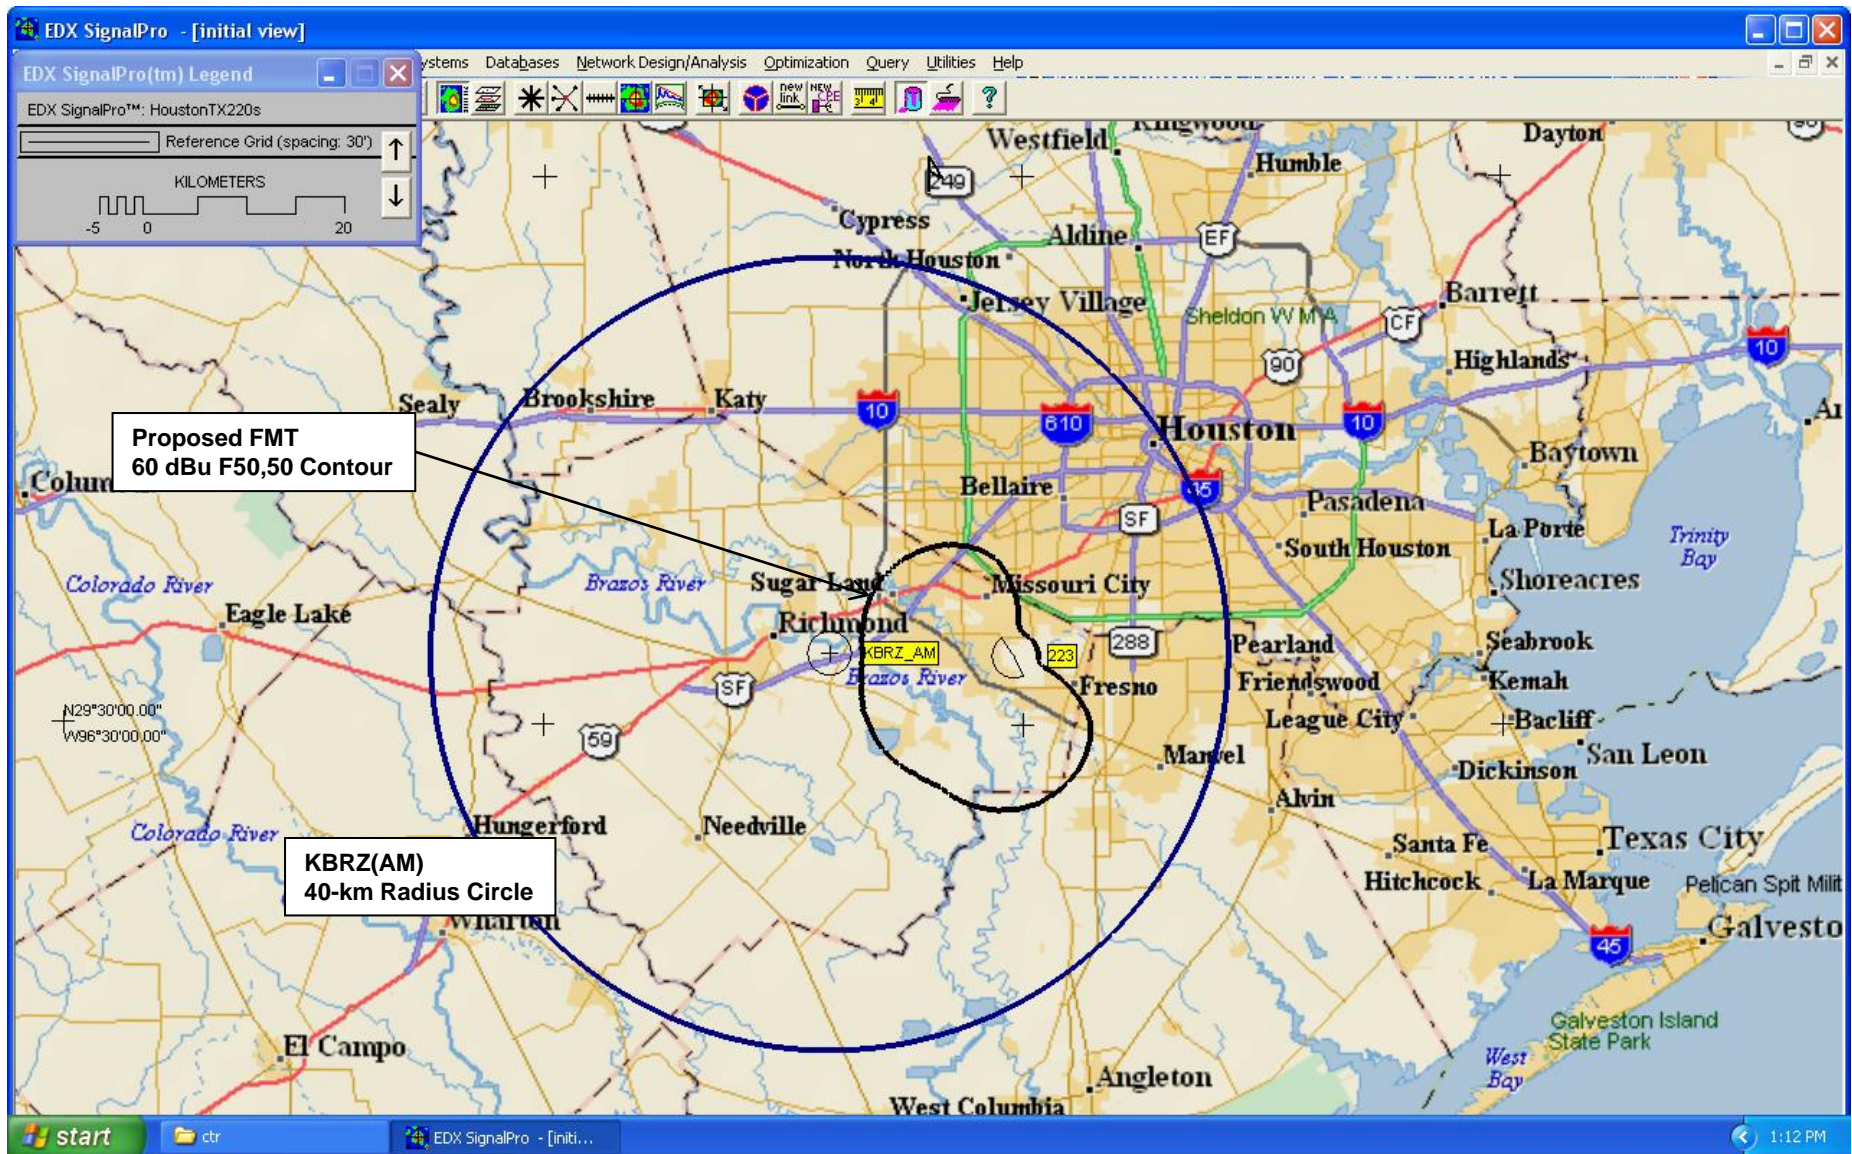 EDX SignalPro - [initial view]
EDX SignalPro(tm) Legend
ystems Databases Network Design/Analysis Optimization Query Utilities Help
EDX SignalPro™: HoustonTX220s
Reference Grid (spacing: 30')
KILOMETERS
-5 0 20
new link
NEW CPE
Westfield
Kingwood
Dayton
90
Humble
249
Cypress
Aldine
EF
North Houston
Jersey Village
Barrett
Sheldon W M A
CF
10
90
Highlands
Sealy
Brookshire
Katy
10
610
Houston
10
Proposed FMT
60 dBu F50,50 Contour
Baytown
Bellaire
45
Pasadena
SF
La Porte
Trinity
Bay
South Houston
Colorado River
Brazos River
Sugar Land
Missouri City
Shoreacres
Eagle Lake
Richmond
288
Pearland
Seabrook
KBRZ_AM
223
Brazos River
Fresno
Friendswood
Kemah
SF
N29°30'00.00"
W96°30'00.00"
League City
Bacliff
59
Manvel
San Leon
Dickinson
Alvin
Colorado River
Hungerford
Needville
Santa Fe
Texas City
KBRZ(AM)
40-km Radius Circle
Hitchcock
La Marque
Pelican Spit Milit
Wharton
45
Galvesto
Galveston Island
State Park
El Campo
West
Bay
Angleton
West Columbia
start
ctr
EDX SignalPro - [initi...
1:12 PM